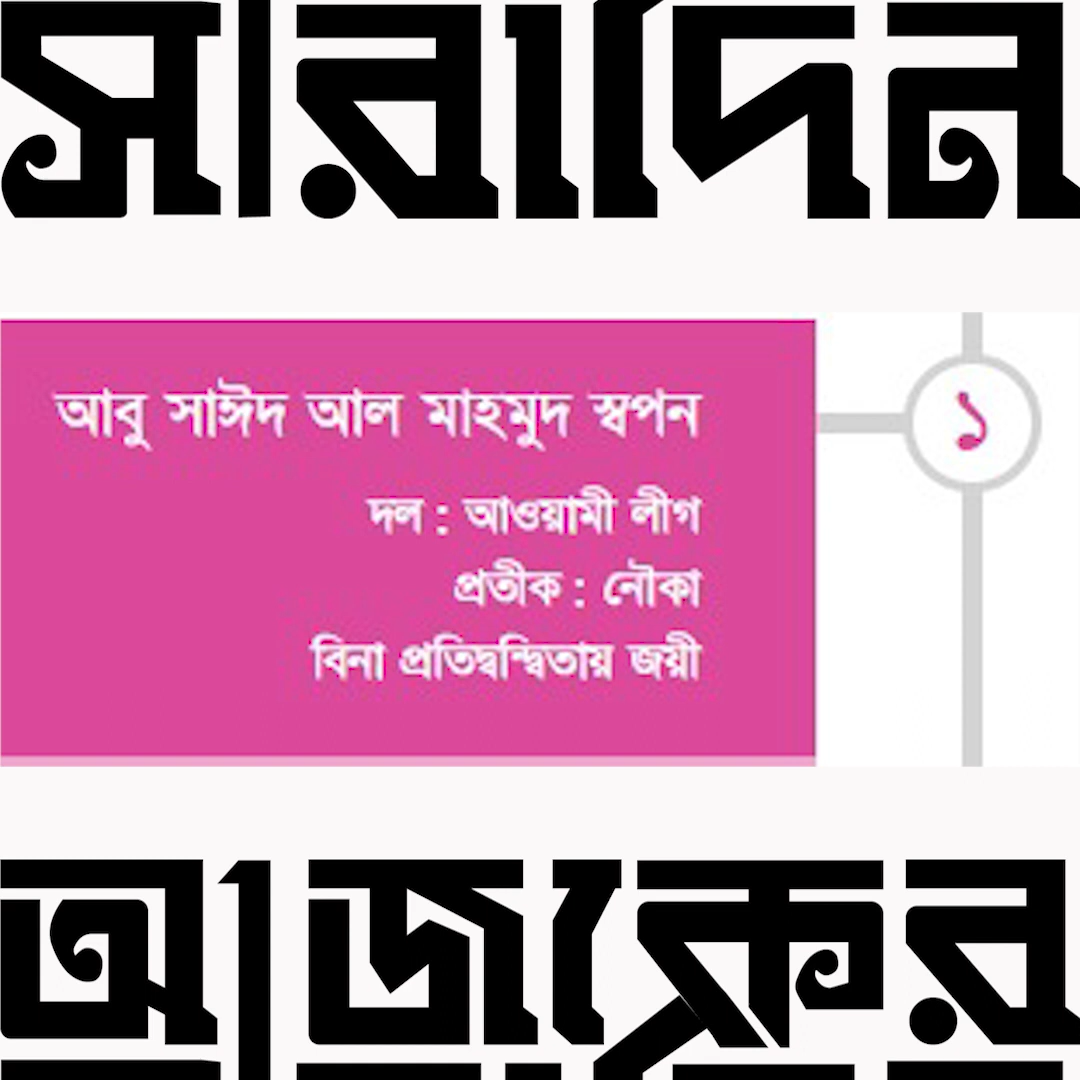 সারাদেন
আবু সাঈদ আল মাহমুদ স্বপন
১
দল : আওয়ামী লীগ
প্রতীক : নৌকা
বিনা প্রতিদ্বন্দ্বিতায় জয়ী
আজকের